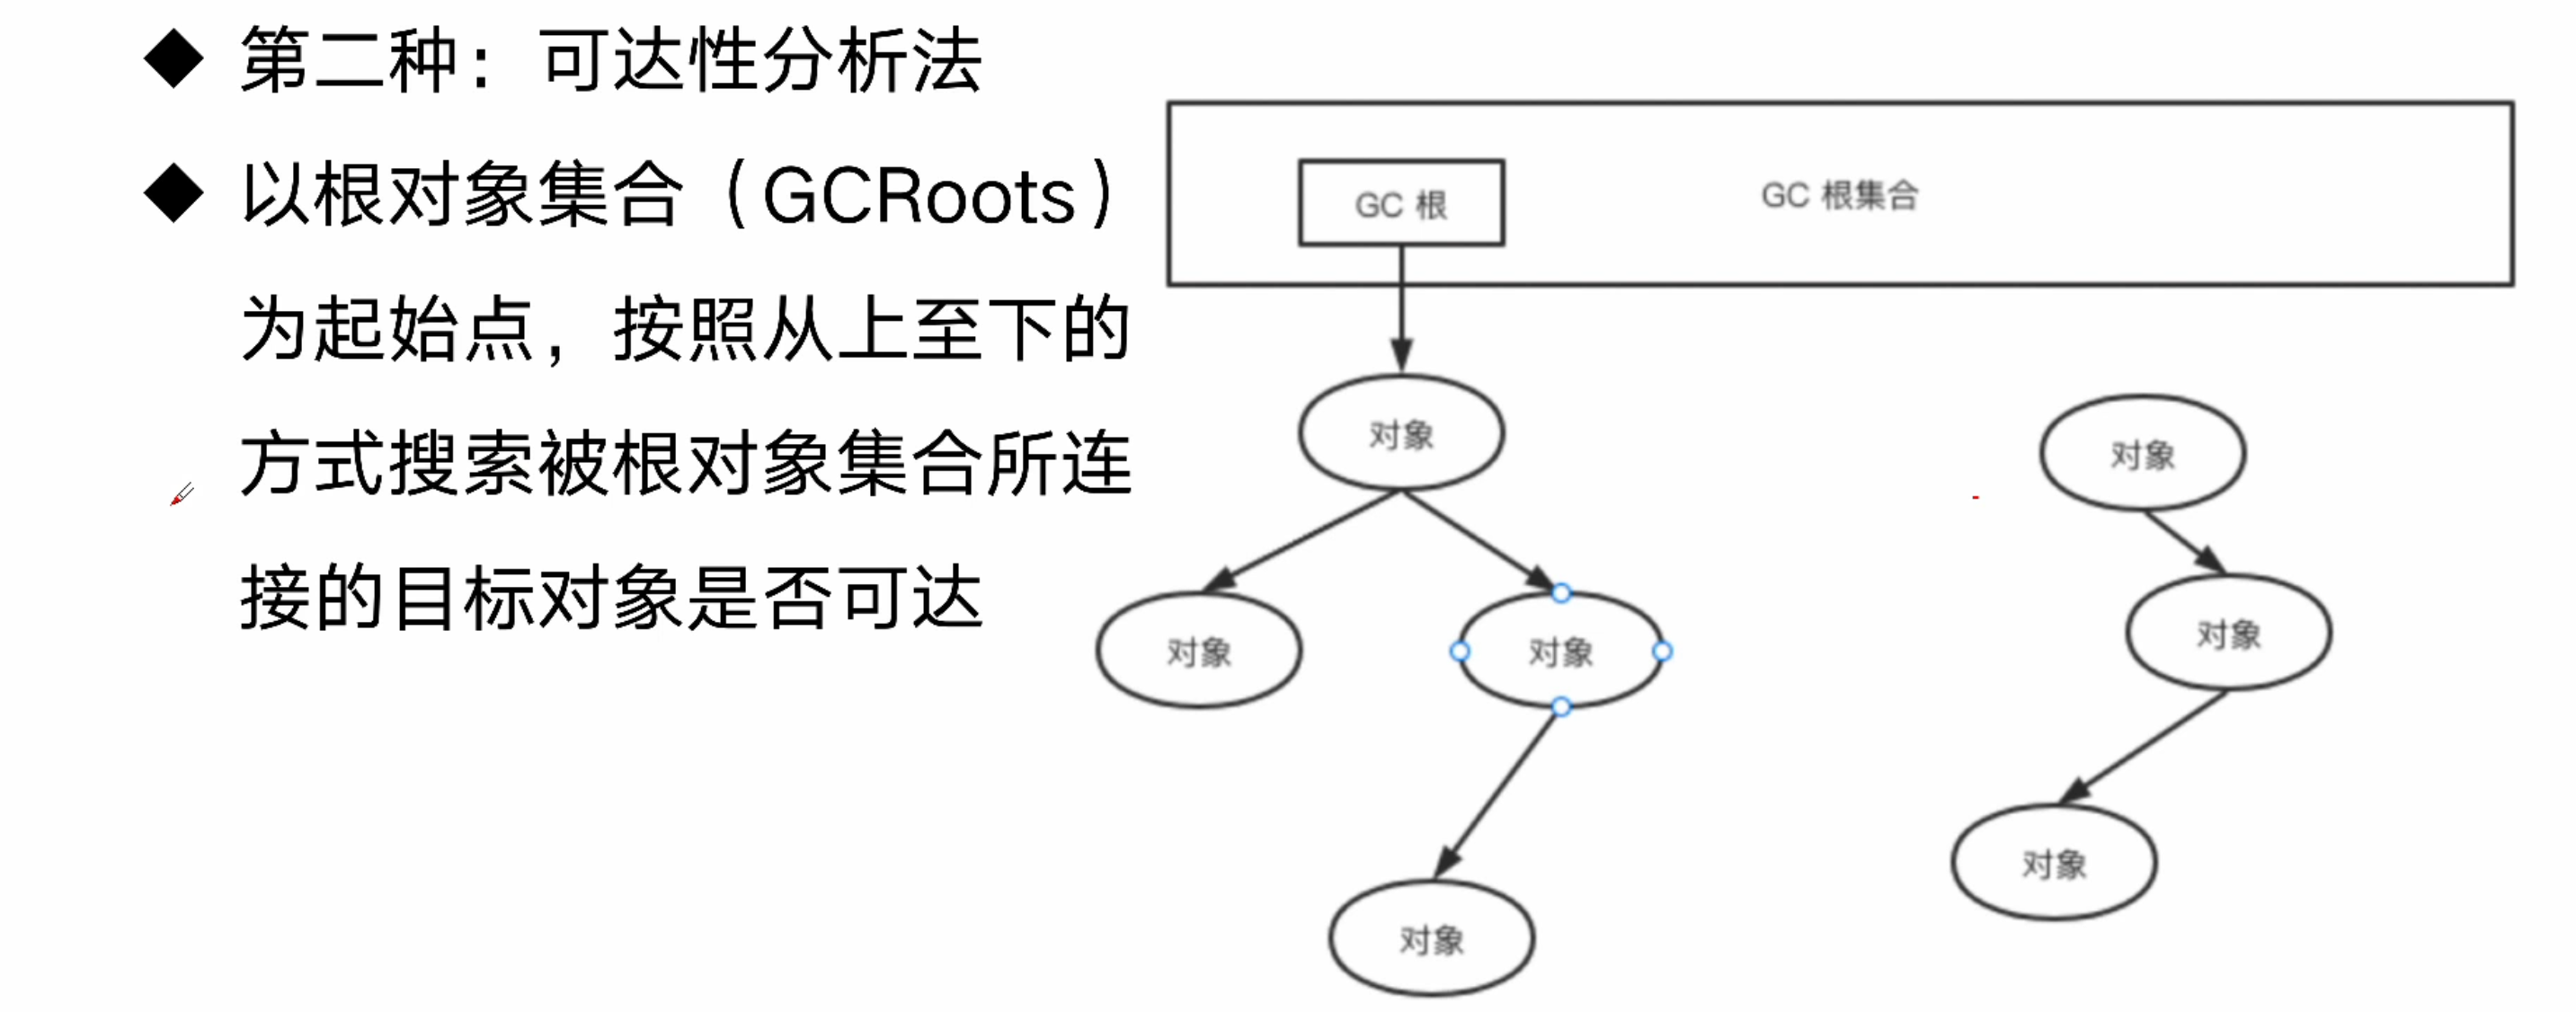 第二种：可达性分析法
以根对象集合（GCRoots）
为起始点，按照从上至下的
方式搜索被根对象集合所连
接的目标对象是否可达
GC 根
GC 根集合
对象
对象
对象
对象
对象
对象
对象